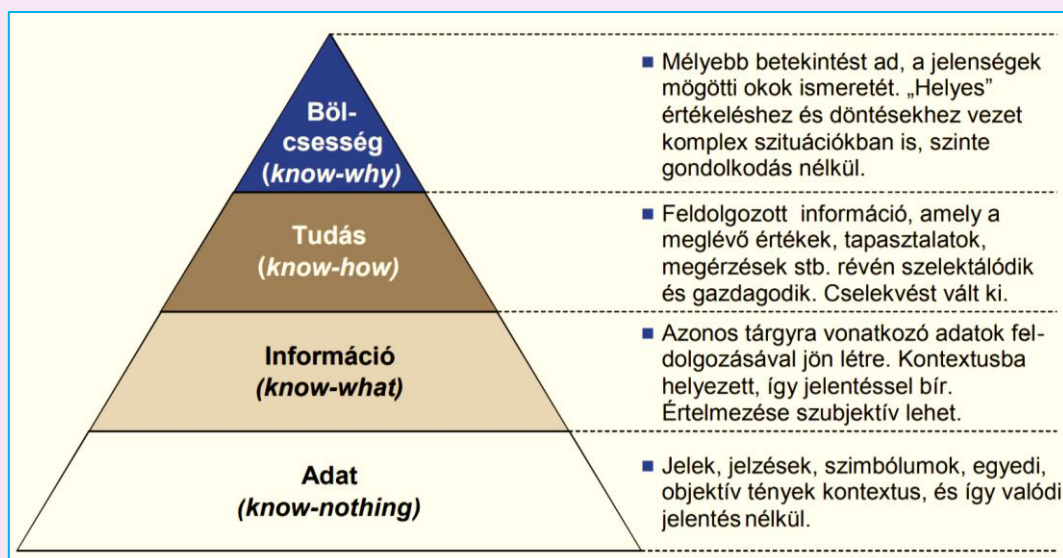 Böl-
csesség
(know-why)
■ Mélyebb betekintést ad, a jelenségek
mögötti okok ismeretét. „Helyes”
értékeléshez és döntésekhez vezet
komplex szituációkban is, szinte
gondolkodás nélkül.
Tudás
(know-how)
■ Feldolgozott információ, amely a
meglévő értékek, tapasztalatok,
megérzések stb. révén szelektálódik
és gazdagodik. Cselekvést vált ki.
Információ
(know-what)
■ Azonos tárgyra vonatkozó adatok fel-
dolgozásával jön létre. Kontextusba
helyezett, így jelentéssel bír.
Értelmezése szubjektív lehet.
Adat
(know-nothing)
■ Jelek, jelzések, szimbólumok, egyedi,
objektív tények kontextus, és így valódi
jelentés nélkül.